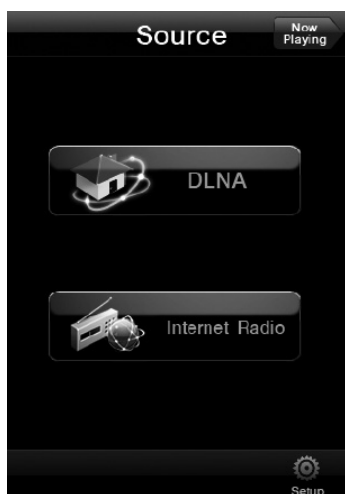 Source
Now
Playing
DLNA
Internet Radio
Setup